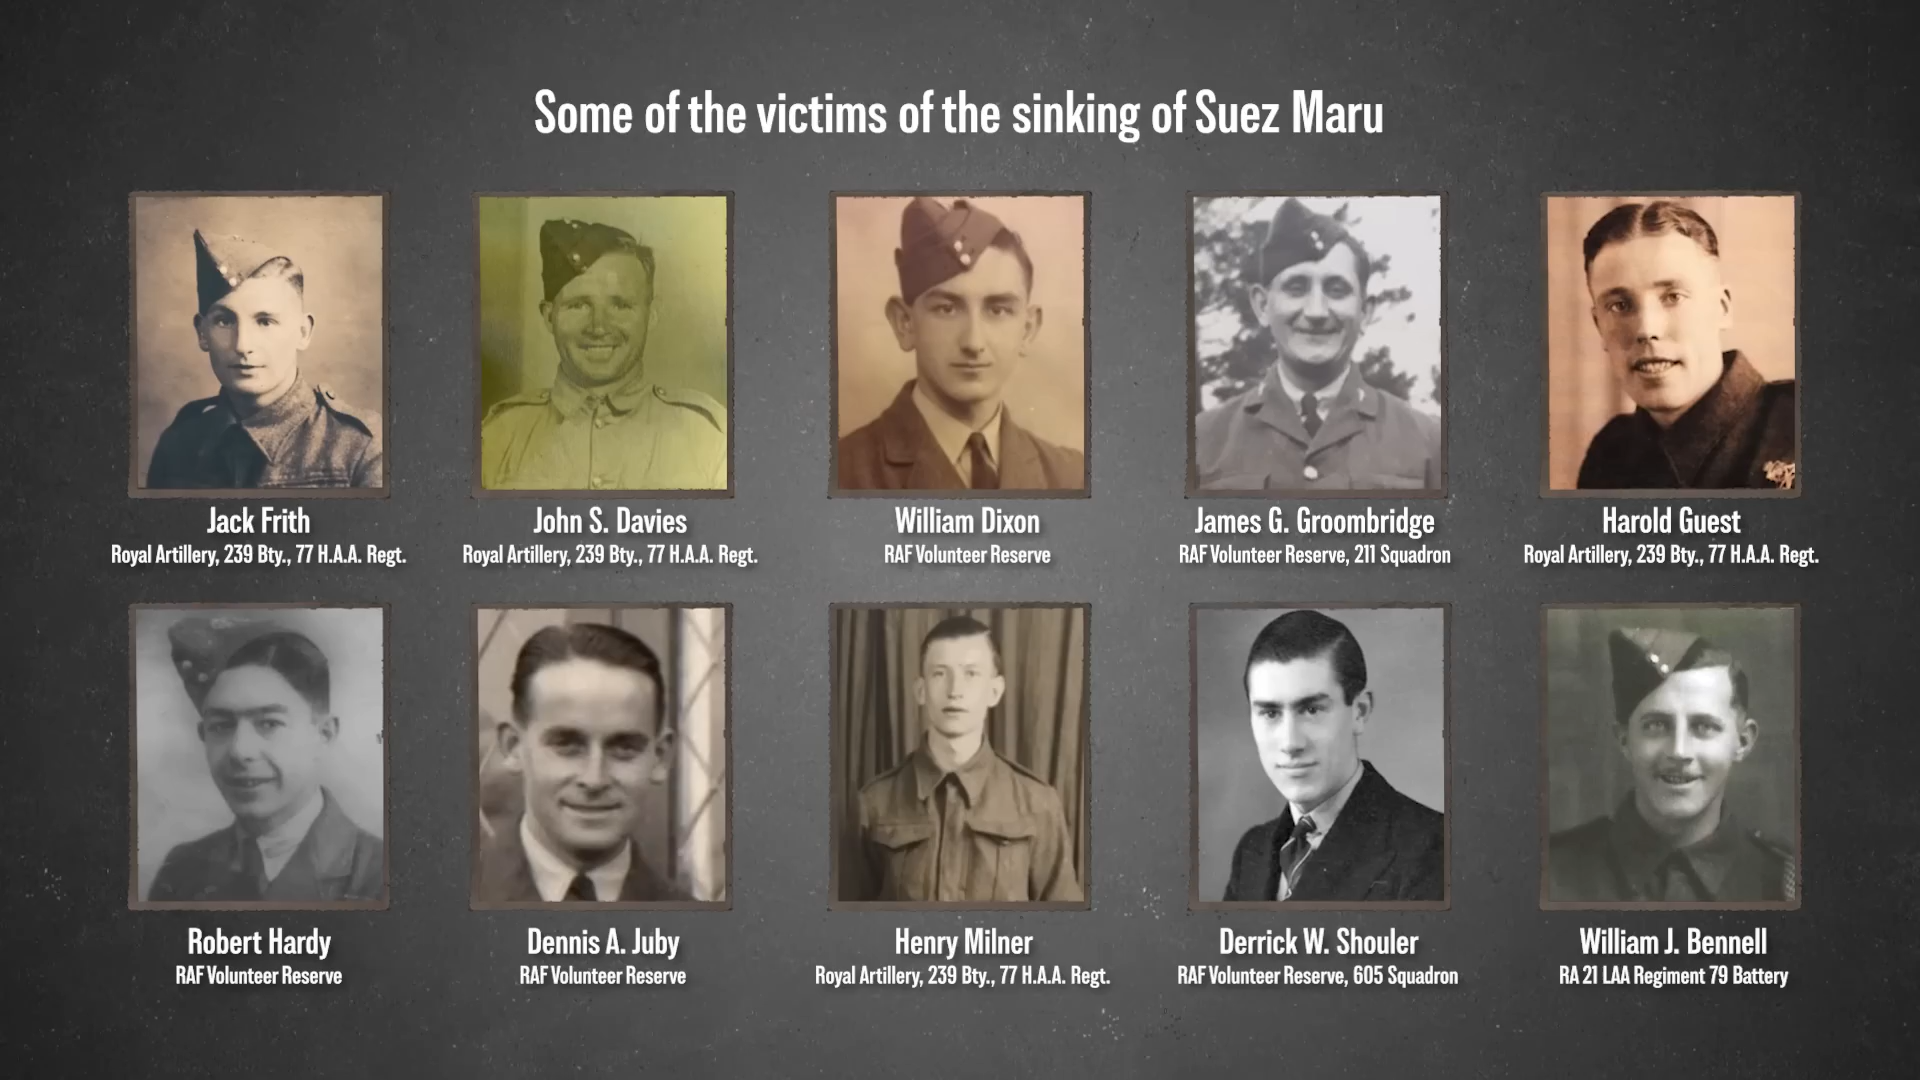 Some of the victims of the sinking of Suez Maru
Jack Frith
Royal Artillery, 239 Bty., 77 H.A.A. Regt.
John S. Davies
Royal Artillery, 239 Bty., 77 H.A.A. Regt.
William Dixon
RAF Volunteer Reserve
James G. Groombridge
RAF Volunteer Reserve, 211 Squadron
Harold Guest
Royal Artillery, 239 Bty., 77 H.A.A. Regt.
Robert Hardy
RAF Volunteer Reserve
Dennis A. Juby
RAF Volunteer Reserve
Henry Milner
Royal Artillery, 239 Bty., 77 H.A.A. Regt.
Derrick W. Shouler
RAF Volunteer Reserve, 605 Squadron
William J. Bennell
RA 21 LAA Regiment 79 Battery